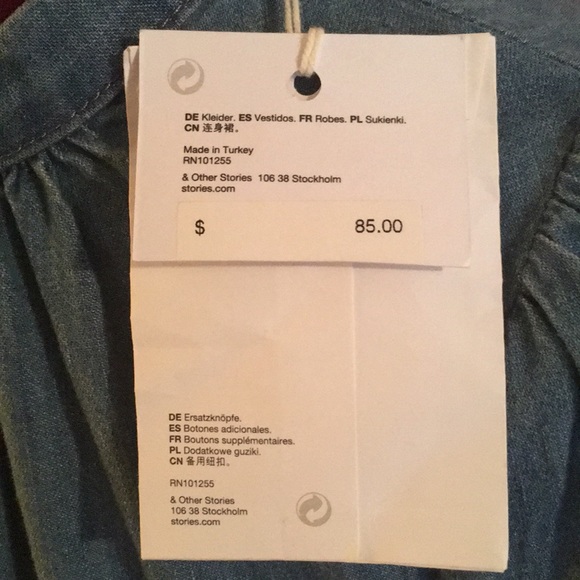 DE Kleider. ES Vestidos. FR Robes. PL Sukienki.
CN 连身裙。
Made in Turkey
RN101255
& Other Stories 106 38 Stockholm
stories.com
$ 85.00
DE Ersatzknöpfe.
ES Botones adicionales.
FR Boutons supplémentaires.
PL Dodatkowe guziki.
CN 备用纽扣。
RN101255
& Other Stories
106 38 Stockholm
stories.com